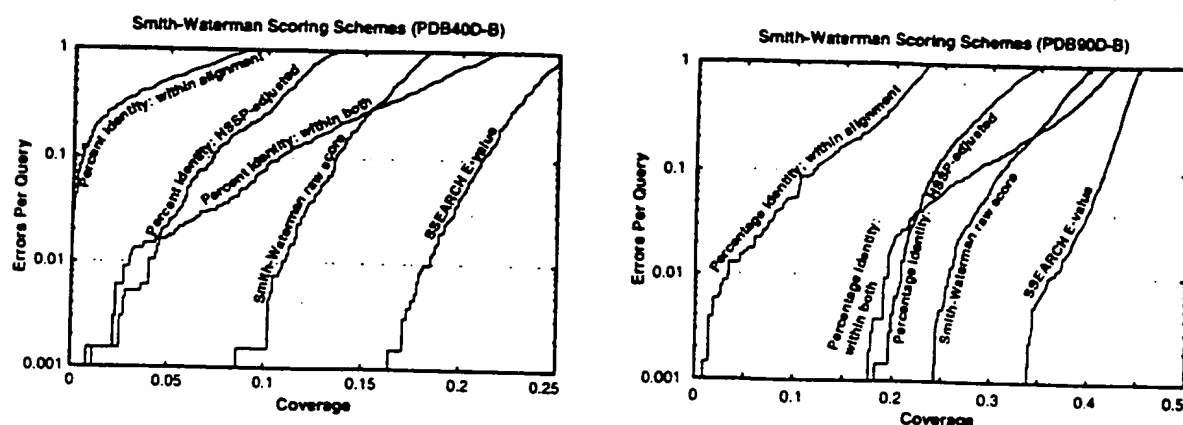 Smith-Waterman Scoring Schemes (PDB40D-B)
Errors Per Query
1
0.1
0.01
0.001
Percent Identity: within alignment
Percent Identity: HSSP-adjusted
Percent Identity: within both
Smith-Waterman raw score
SSEARCH E-value
0
0.05
0.1
0.15
0.2
0.25
Coverage
Smith-Waterman Scoring Schemes (PDB90D-B)
Errors Per Query
1
0.1
0.01
0.001
Percentage Identity: within alignment
Percentage Identity:
within both
Percentage Identity: HSSP-adjusted
Smith-Waterman raw score
SSEARCH E-value
0
0.1
0.2
0.3
0.4
0.5
Coverage